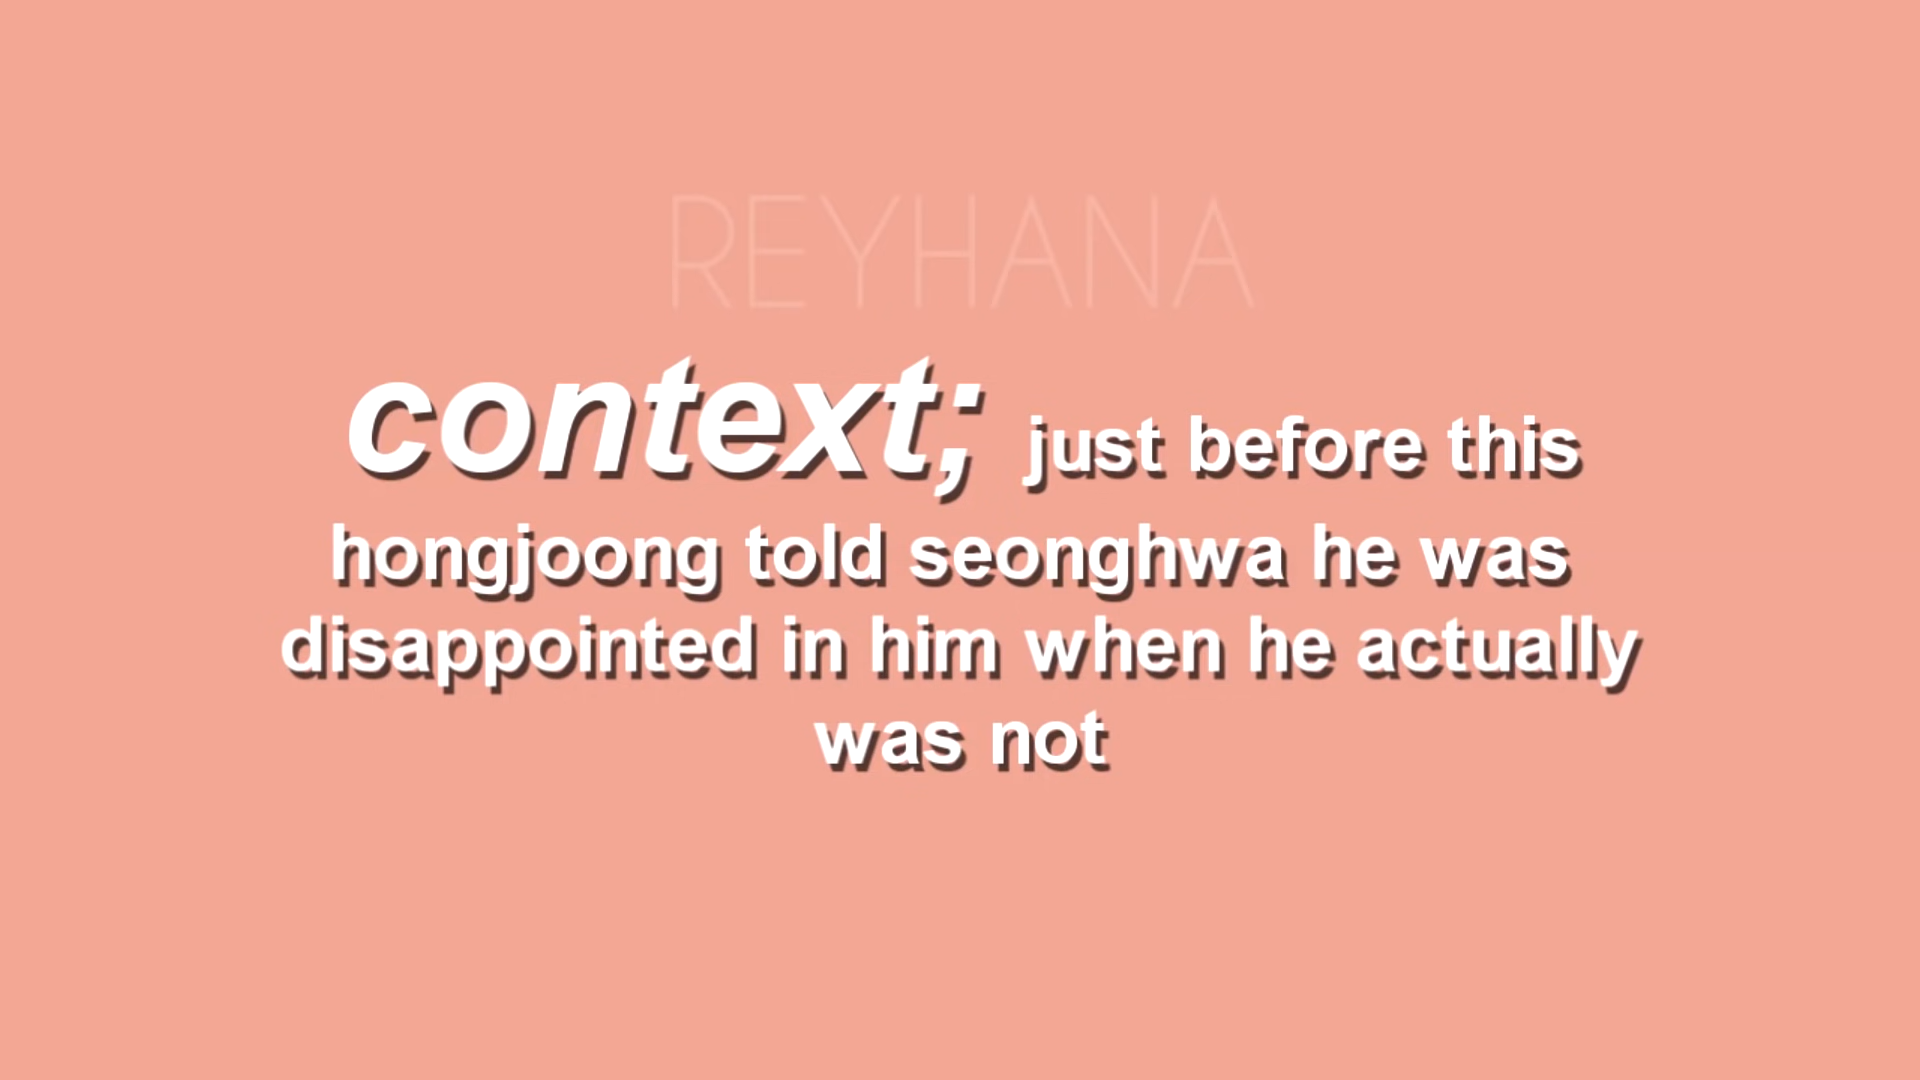 REYHANA
context; just before this
hongjoong told seonghwa he was
disappointed in him when he actually
was not